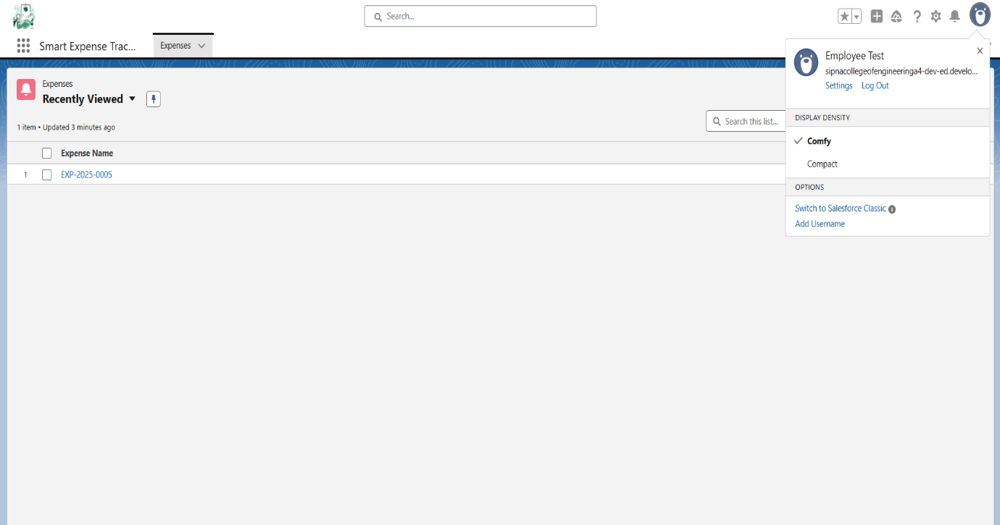 Search...
Smart Expense Trac...
Expenses
Employee Test
sipnacollegeofengineeringa4-dev-ed.develo...
Settings Log Out
Expenses
Recently Viewed
1 item • Updated 3 minutes ago
Search this list...
DISPLAY DENSITY
Comfy
Compact
OPTIONS
Switch to Salesforce Classic
Add Username
Expense Name
1 EXP-2025-0005